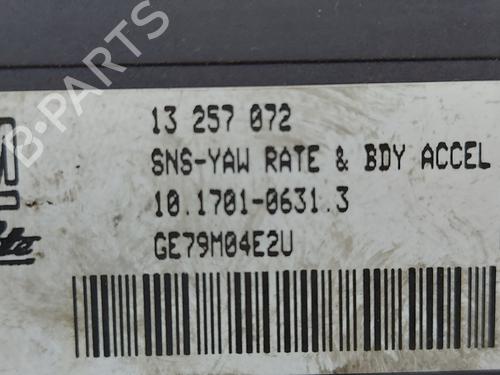 13 257 072
SNS-YAW RATE & BDY ACCEL
10.1701-0631.3
GE79M04E2U
B-PARTS